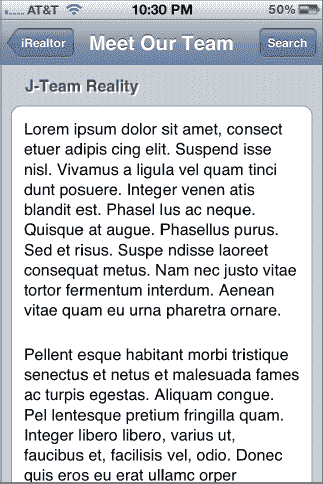 AT&T 10:30 PM 50%
iRealtor Meet Our Team Search
J-Team Reality
Lorem ipsum dolor sit amet, consect
etuer adipis cing elit. Suspend isse
nisl. Vivamus a ligula vel quam tinci
dunt posuere. Integer venen atis
blandit est. Phasel lus ac neque.
Quisque at augue. Phasellus purus.
Sed et risus. Suspe ndisse laoreet
consequat metus. Nam nec justo vitae
tortor fermentum interdum. Aenean
vitae quam eu urna pharetra ornare.
Pellent esque habitant morbi tristique
senectus et netus et malesuada fames
ac turpis egestas. Aliquam congue.
Pel lentesque pretium fringilla quam.
Integer libero libero, varius ut,
faucibus et, facilisis vel, odio. Donec
quis eros eu erat ullamc orper